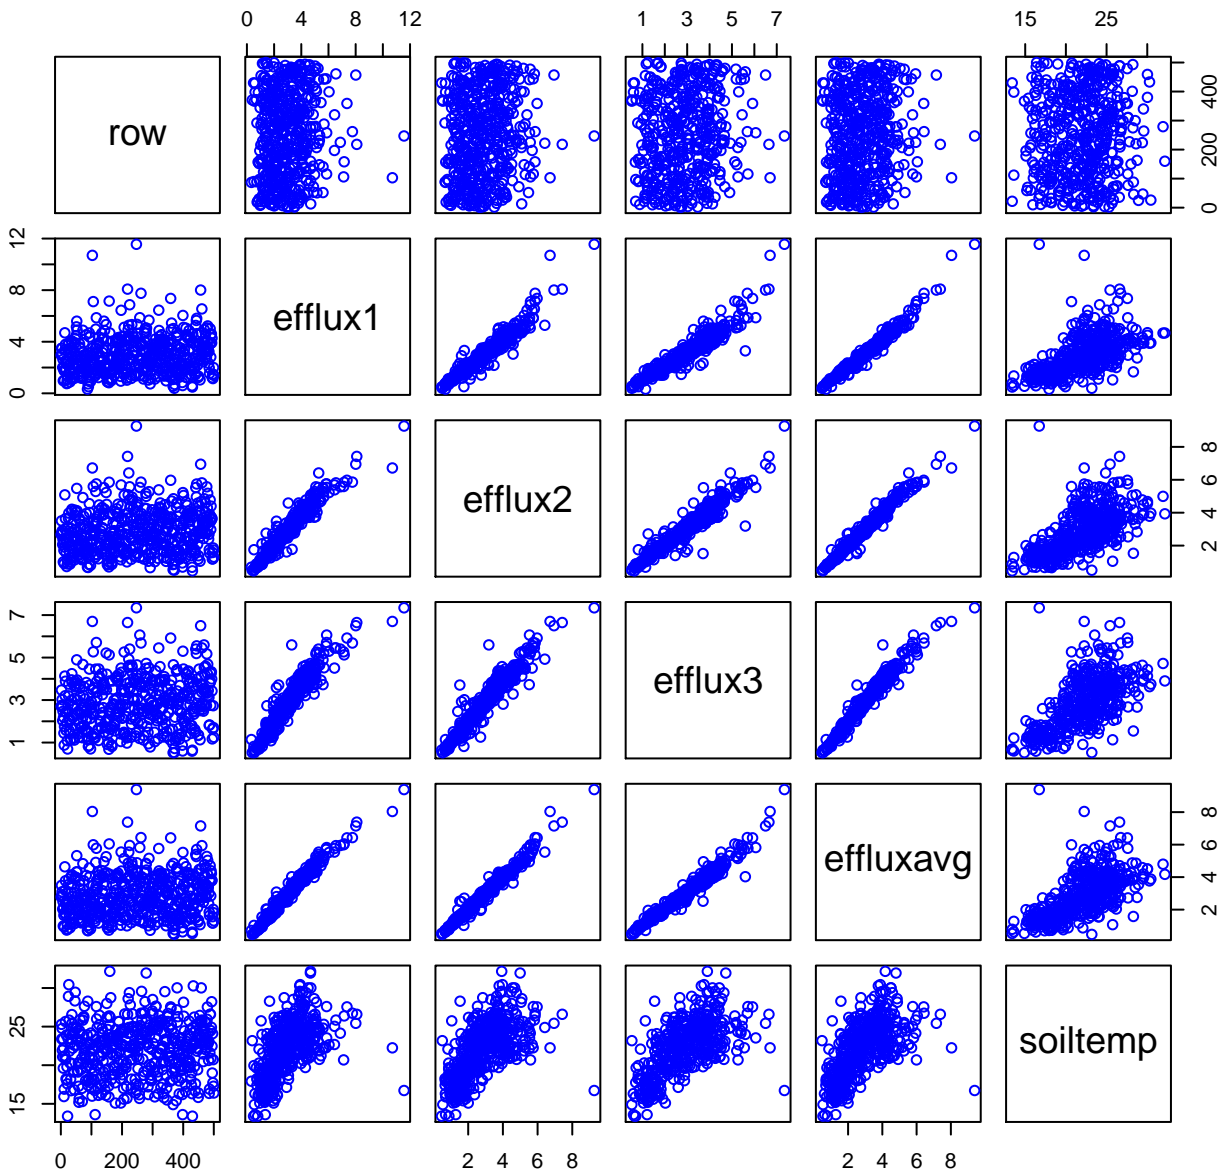 0 4 8 12 1 3 5 7 15 25
row
0 200 400
0 4 8 12
efflux1
efflux2
2 4 6 8
1 3 5 7
efflux3
effluxavg
2 4 6 8
15 25
soiltemp
0 200 400 2 4 6 8 2 4 6 8